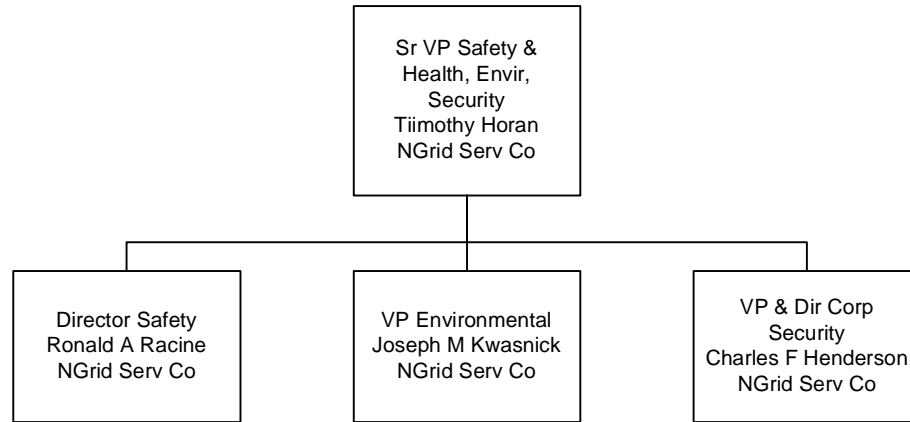 Sr VP Safety &
Health, Envir,
Security
Tiimothy Horan
NGrid Serv Co
Director Safety
Ronald A Racine
NGrid Serv Co
VP Environmental
Joseph M Kwasnick
NGrid Serv Co
VP & Dir Corp
Security
Charles F Henderson
NGrid Serv Co